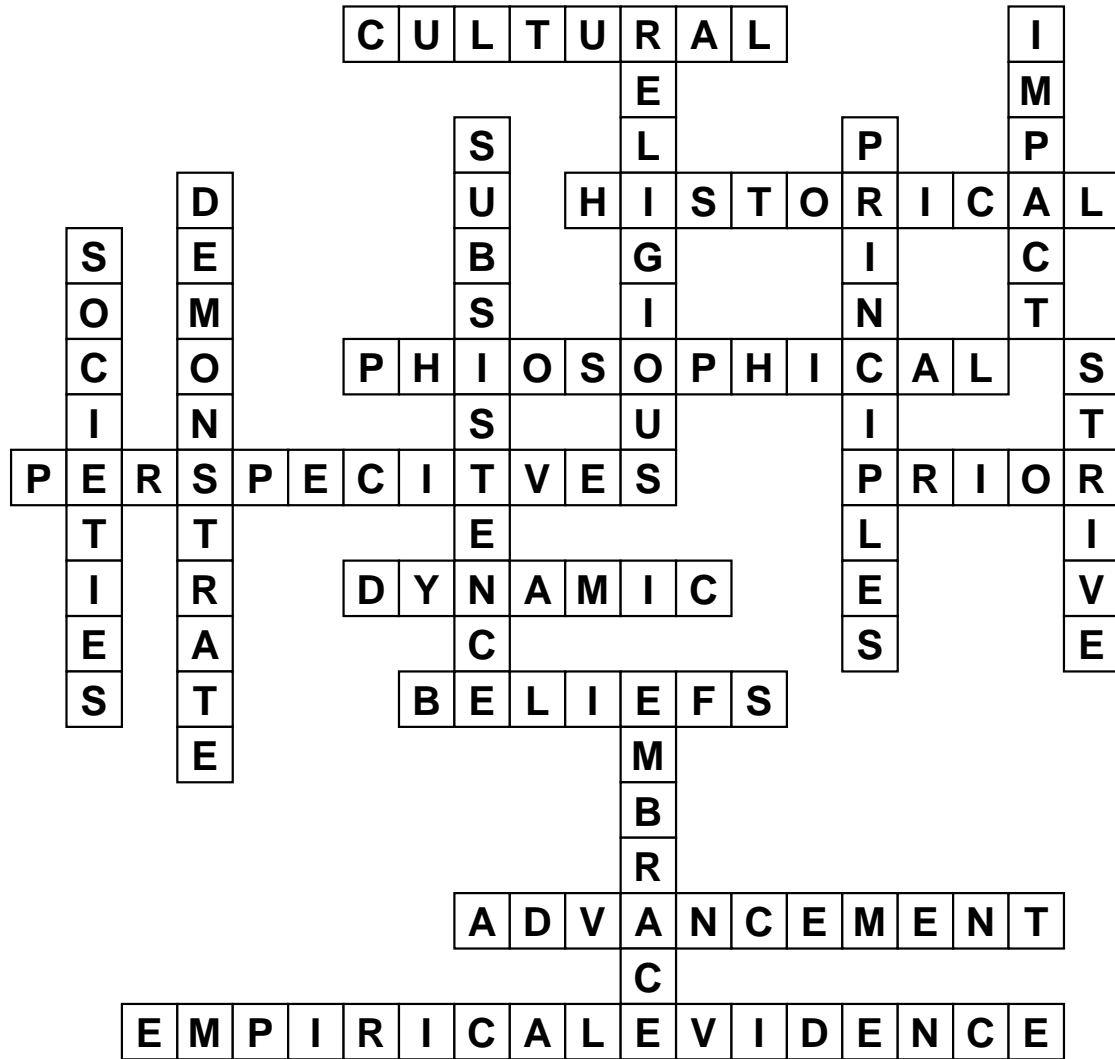 CULTURAL
RELIGIOUS
IMPACT
SUBSISTENCE
PRINCIPLES
DEMONSTRATE
HISTORICAL
SOCIETIES
PHIOSOPHICAL
STRIVE
PERSPECITVES
PRIOR
DYNAMIC
BELIEFS
EMBRACE
ADVANCEMENT
EMPIRICALEVIDENCE